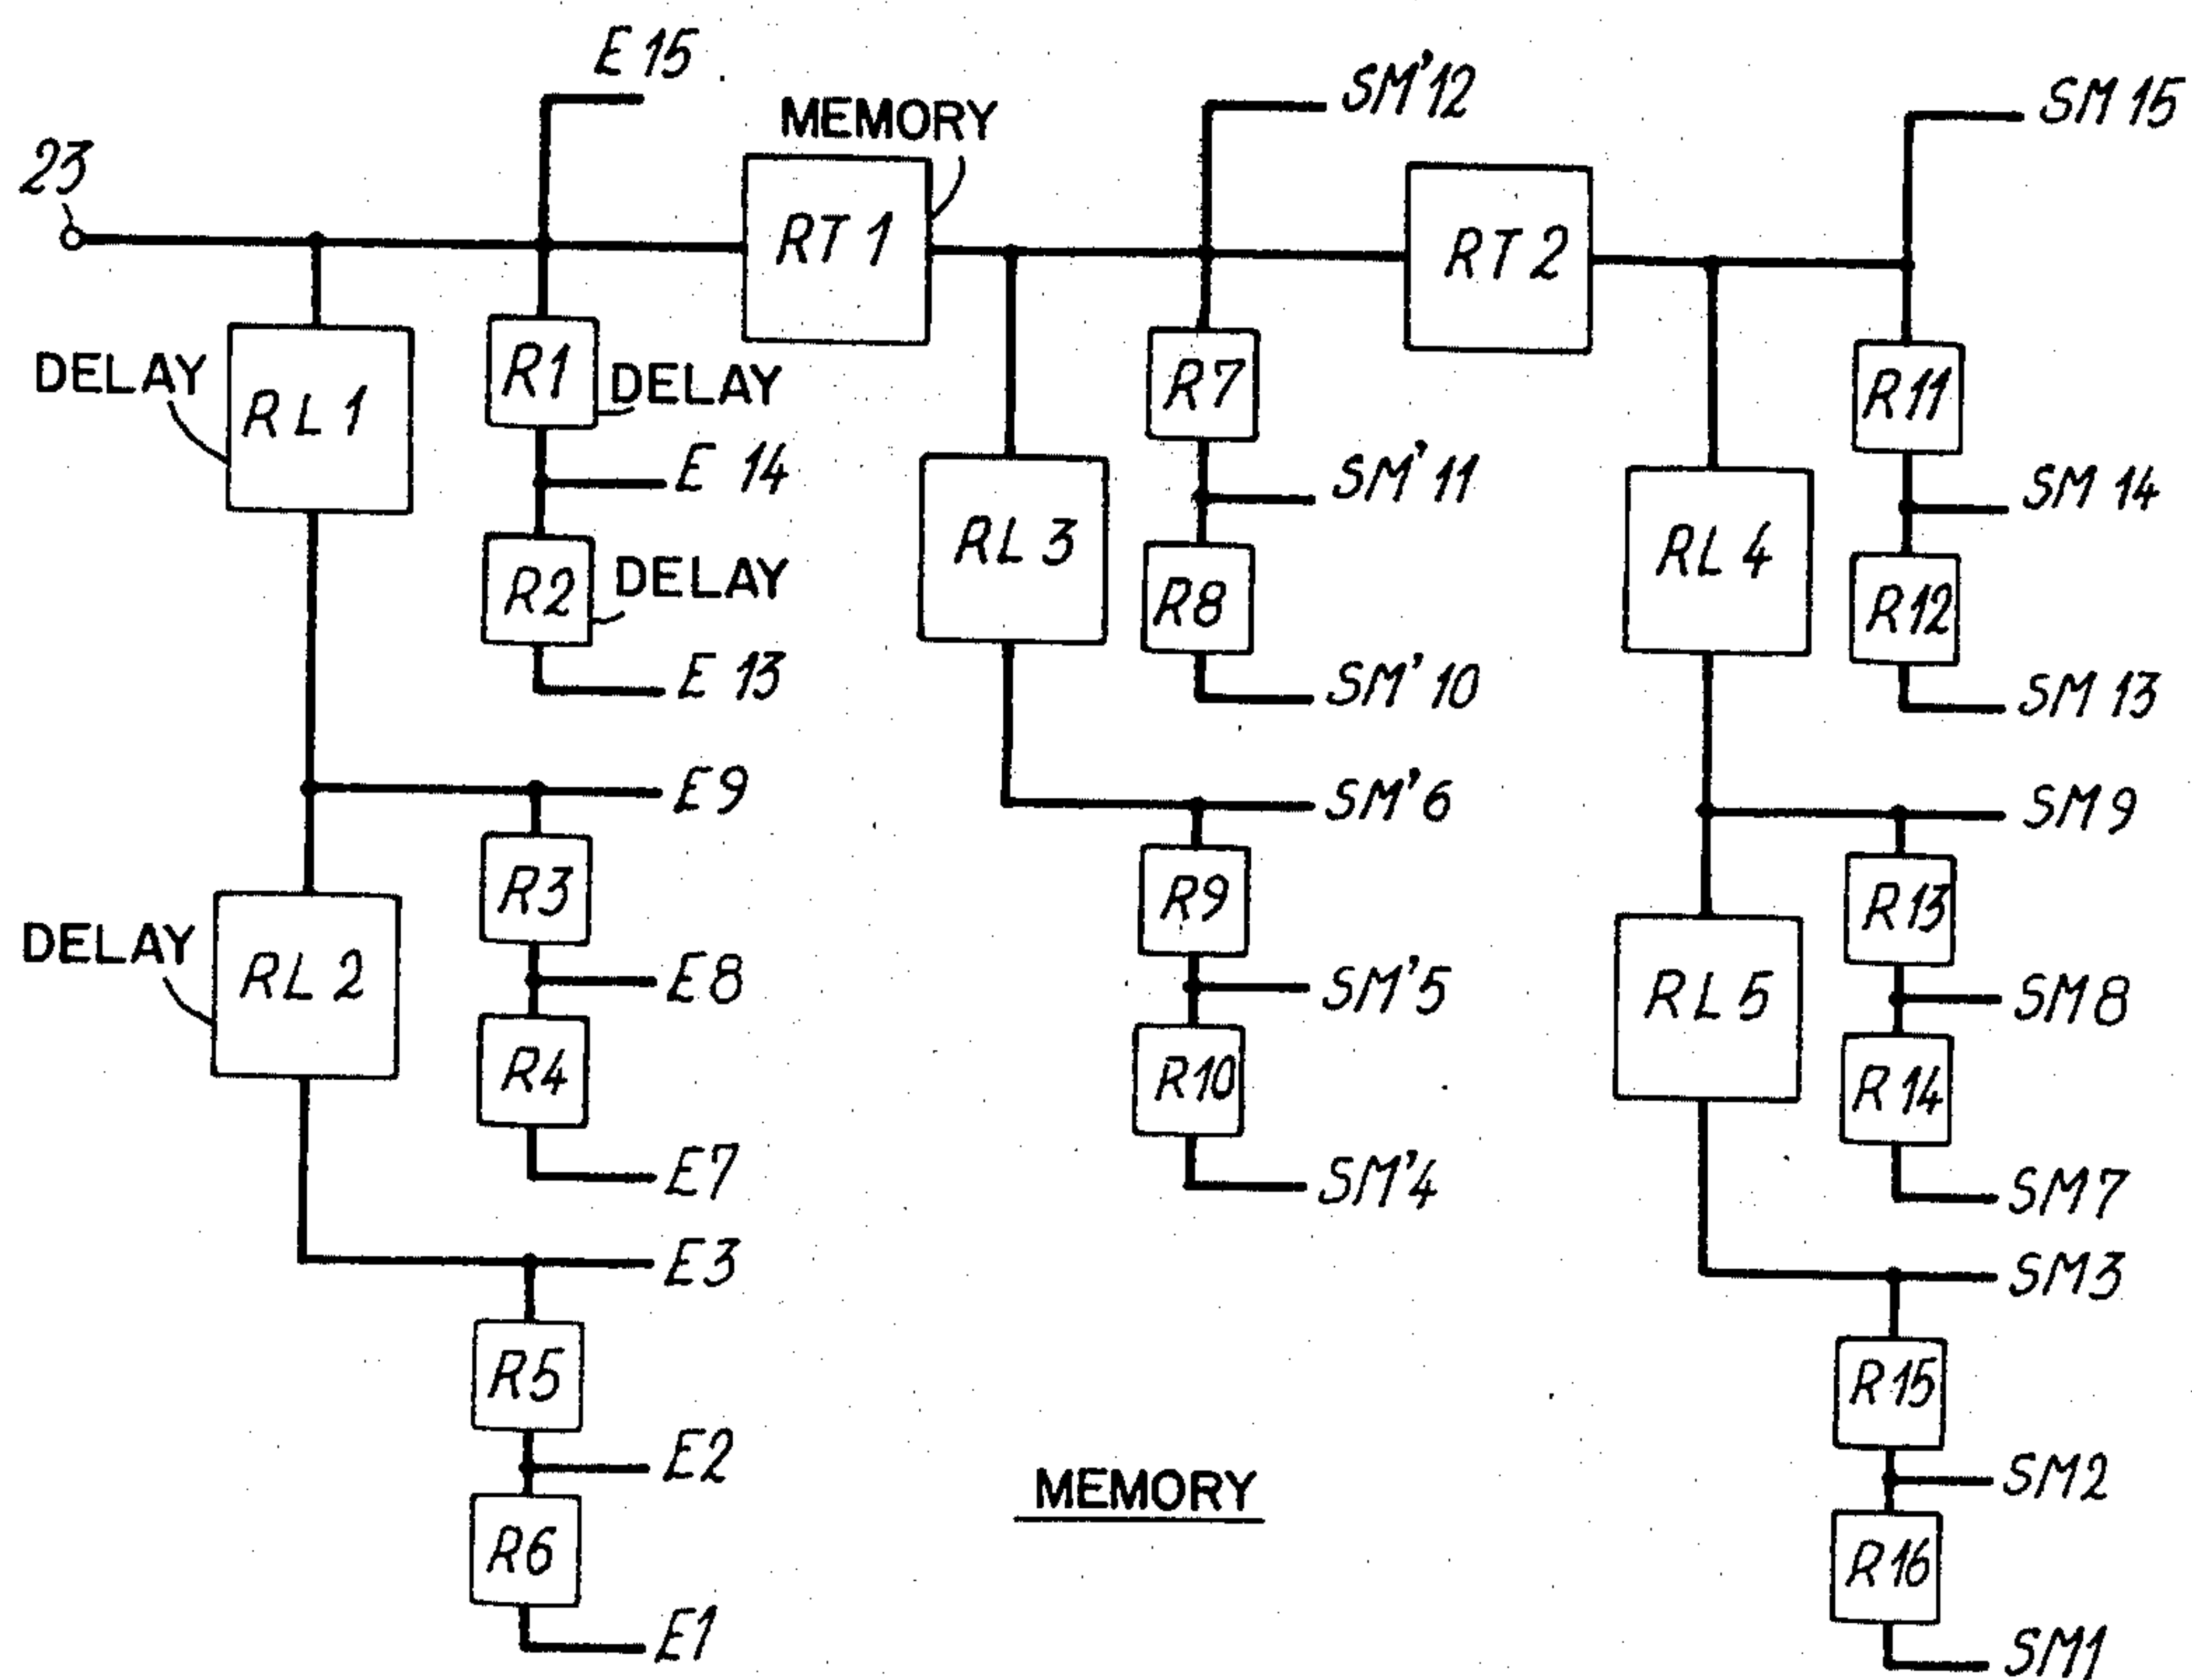 E 15
MEMORY
SM'12
SM 15
23
RT 1
RT 2
DELAY
RL 1
R1
DELAY
R7
R11
E 14
SM'11
SM 14
RL 3
RL 4
R2
DELAY
R8
R12
E 13
SM'10
SM 13
E9
SM'6
SM9
R3
R9
R13
DELAY
RL 2
E8
SM'5
RL 5
SM8
R4
R10
R14
E7
SM'4
SM7
E3
SM3
R5
R15
E2
MEMORY
SM2
R6
R16
E1
SM1